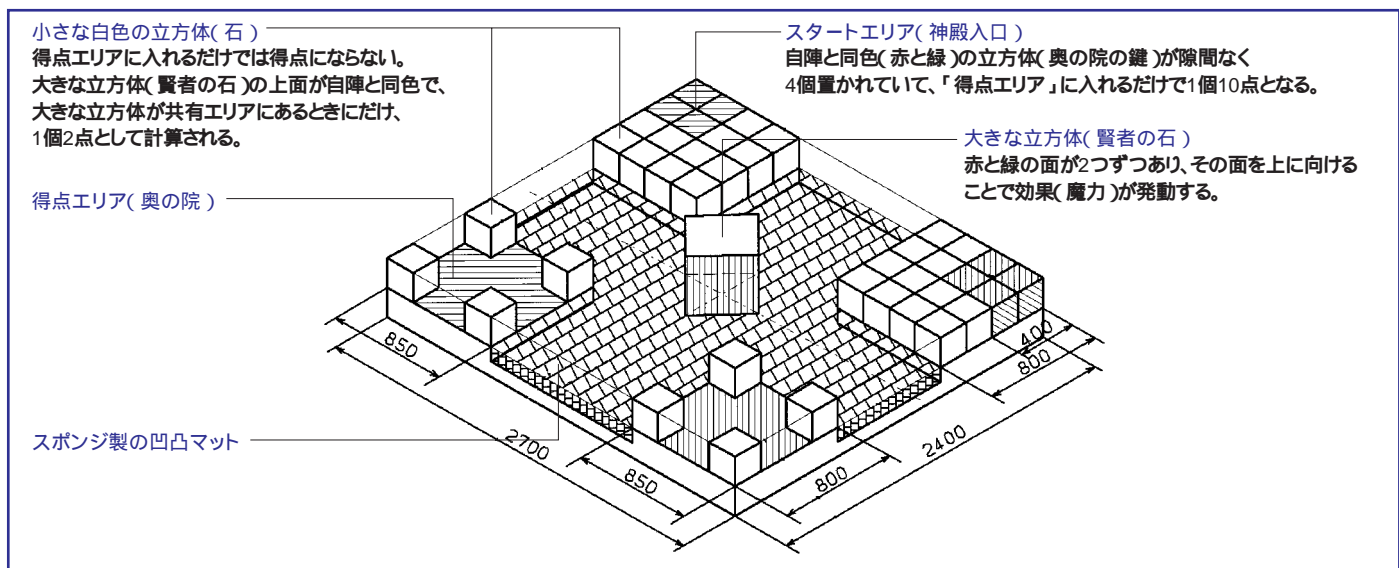 小さな白色の立方体(石)
得点エリアに入れるだけでは得点にならない。
大きな立方体(賢者の石)の上面が自陣と同色で、
大きな立方体が共有エリアにあるときにだけ、
1個2点として計算される。
得点エリア(奥の院)
スポンジ製の凹凸マット
スタートエリア(神殿入口)
自陣と同色(赤と緑)の立方体(奥の院の鍵)が隙間なく
4個置かれていて、「得点エリア」に入れるだけで1個10点となる。
大きな立方体(賢者の石)
赤と緑の面が2つずつあり、その面を上に向ける
ことで効果(魔力)が発動する。
850
2700
850
800
2400
800
400